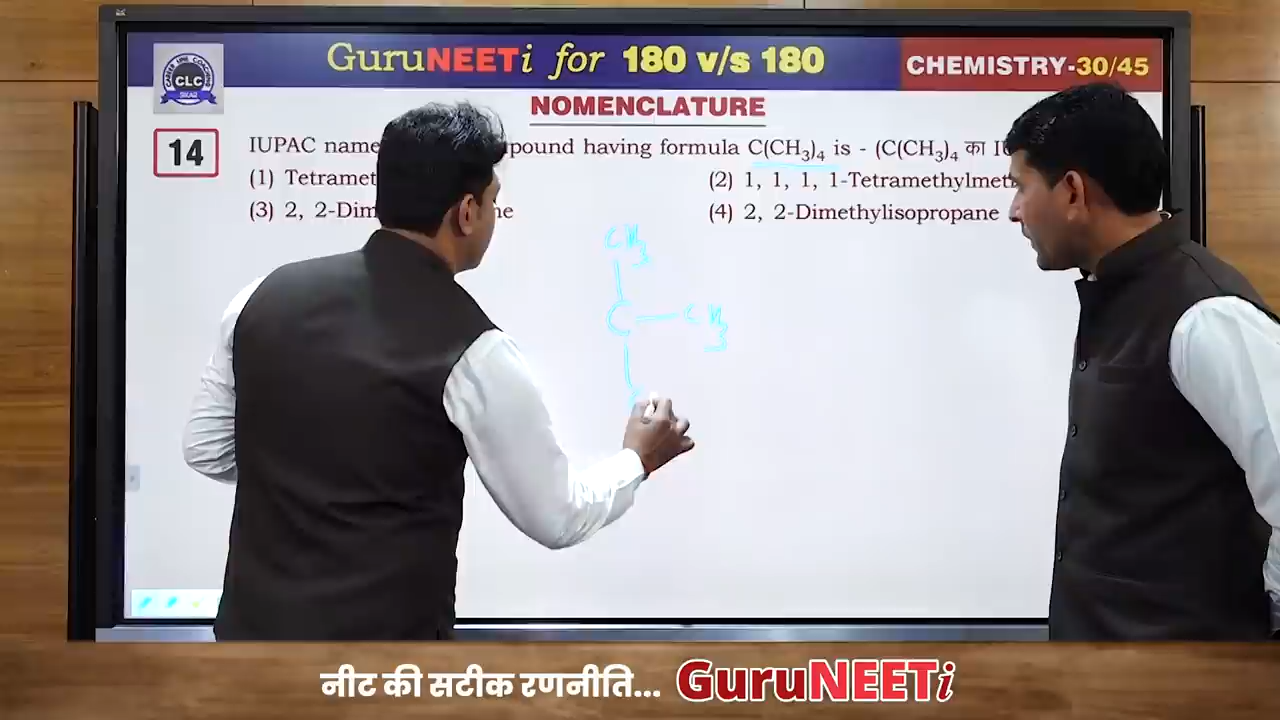 GuruNEETi for 180 v/s 180
CHEMISTRY-30/45
CLC
SIKAR
NOMENCLATURE
14
IUPAC name pound having formula C(CH₃)₄ is - (C(CH₃)₄ का
(1) Tetramet
(2) 1, 1, 1, 1-Tetramethylmet
(3) 2, 2-Dim ne
(4) 2, 2-Dimethylisopropane
CH₃
C — CH₃
नीट की सटीक रणनीति... GuruNEETi